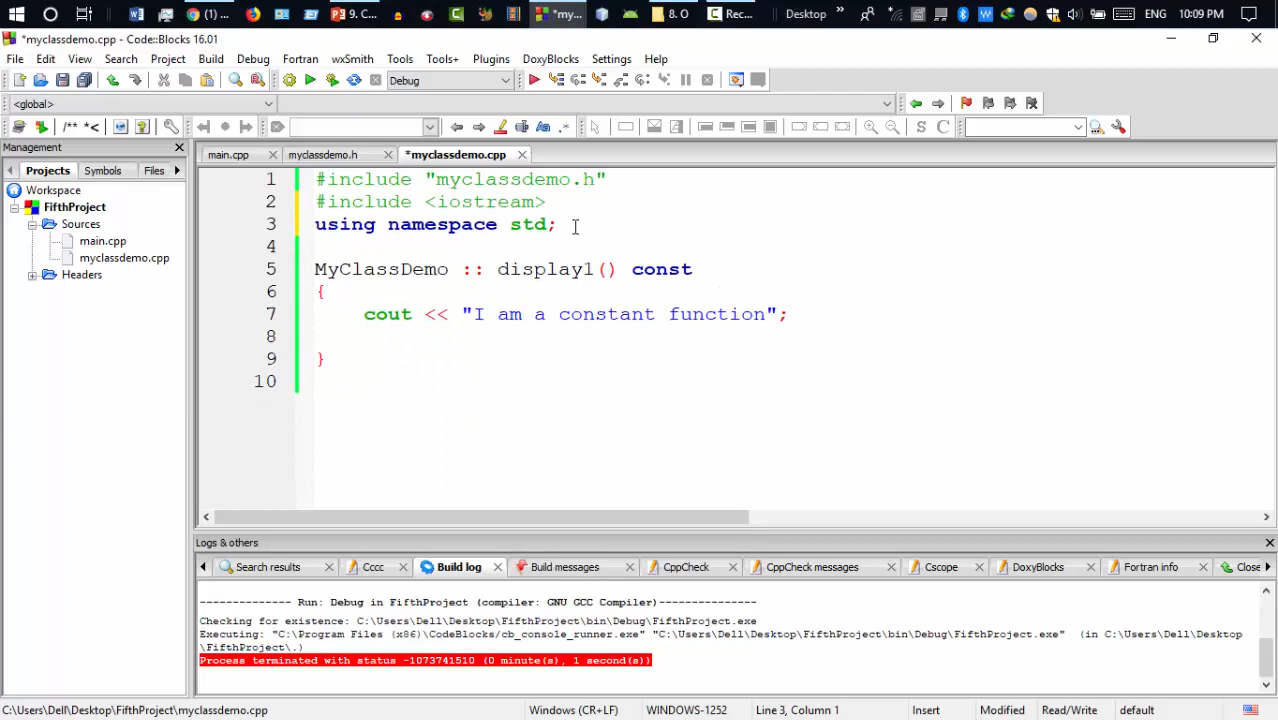 (1) ...
9. C...
*my...
8. O
Rec...
Desktop
»
ENG
10:09 PM
*myclassdemo.cpp - Code::Blocks 16.01
File Edit View Search Project Build Debug Fortran wxSmith Tools Tools+ Plugins DoxyBlocks Settings Help
Debug
<global>
/** *<
.*
S C
Management
main.cpp myclassdemo.h *myclassdemo.cpp
Projects Symbols Files
Workspace
FifthProject
Sources
main.cpp
myclassdemo.cpp
Headers
1 #include "myclassdemo.h"
2 #include <iostream>
3 using namespace std;
4
5 MyClassDemo :: display1() const
6 {
7 cout << "I am a constant function";
8
9 }
10
Logs & others
Search results Cccc Build log Build messages CppCheck CppCheck messages Cscope DoxyBlocks Fortran info Close
-------------- Run: Debug in FifthProject (compiler: GNU GCC Compiler)---------------
Checking for existence: C:\Users\Dell\Desktop\FifthProject\bin\Debug\FifthProject.exe
Executing: "C:\Program Files (x86)\CodeBlocks/cb_console_runner.exe" "C:\Users\Dell\Desktop\FifthProject\bin\Debug\FifthProject.exe" (in C:\Users\Dell\Desktop
\FifthProject\.)
Process terminated with status -1073741510 (0 minute(s), 1 second(s))
C:\Users\Dell\Desktop\FifthProject\myclassdemo.cpp Windows (CR+LF) WINDOWS-1252 Line 3, Column 1 Insert Modified Read/Write default